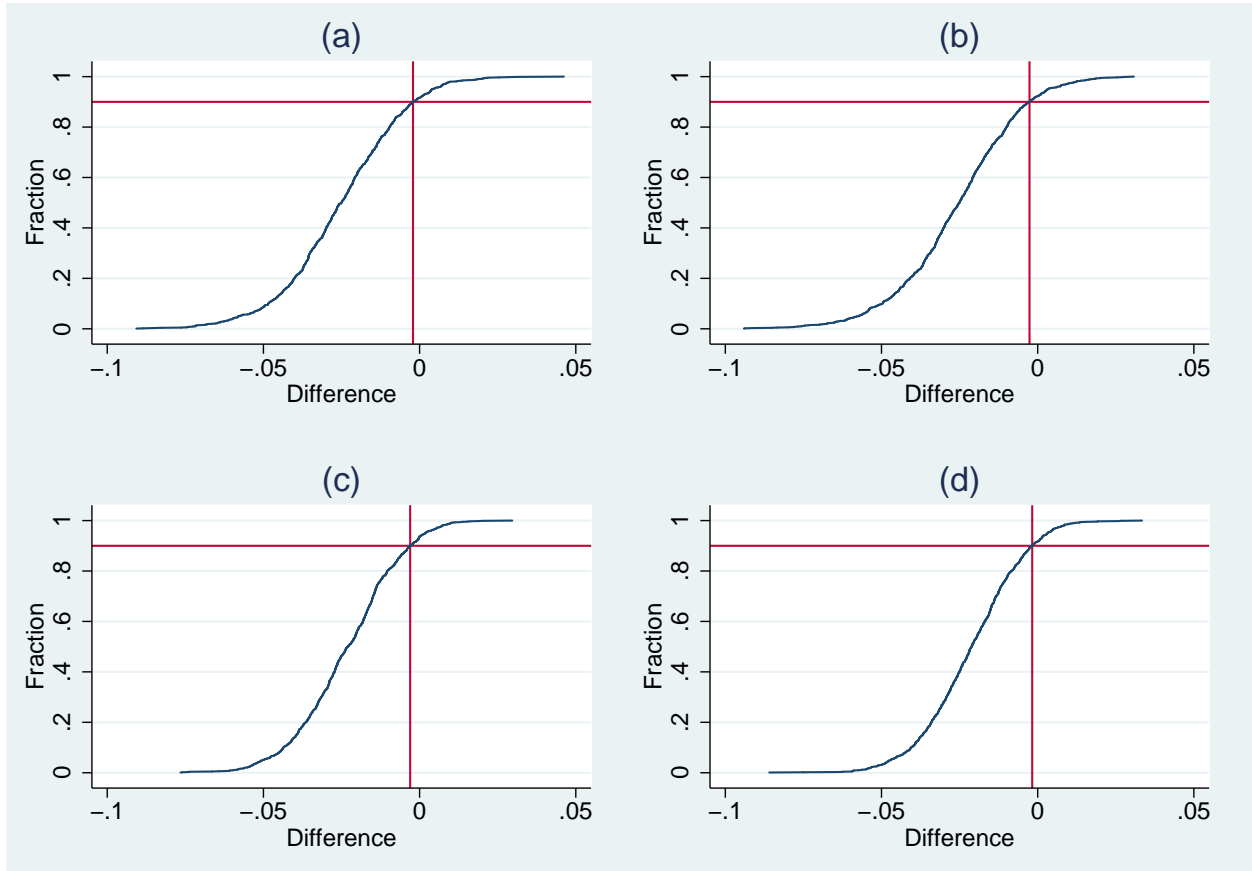 (a)
Fraction
0 .2 .4 .6 .8 1
−.1 −.05 0 .05
Difference
(b)
Fraction
0 .2 .4 .6 .8 1
−.1 −.05 0 .05
Difference
(c)
Fraction
0 .2 .4 .6 .8 1
−.1 −.05 0 .05
Difference
(d)
Fraction
0 .2 .4 .6 .8 1
−.1 −.05 0 .05
Difference